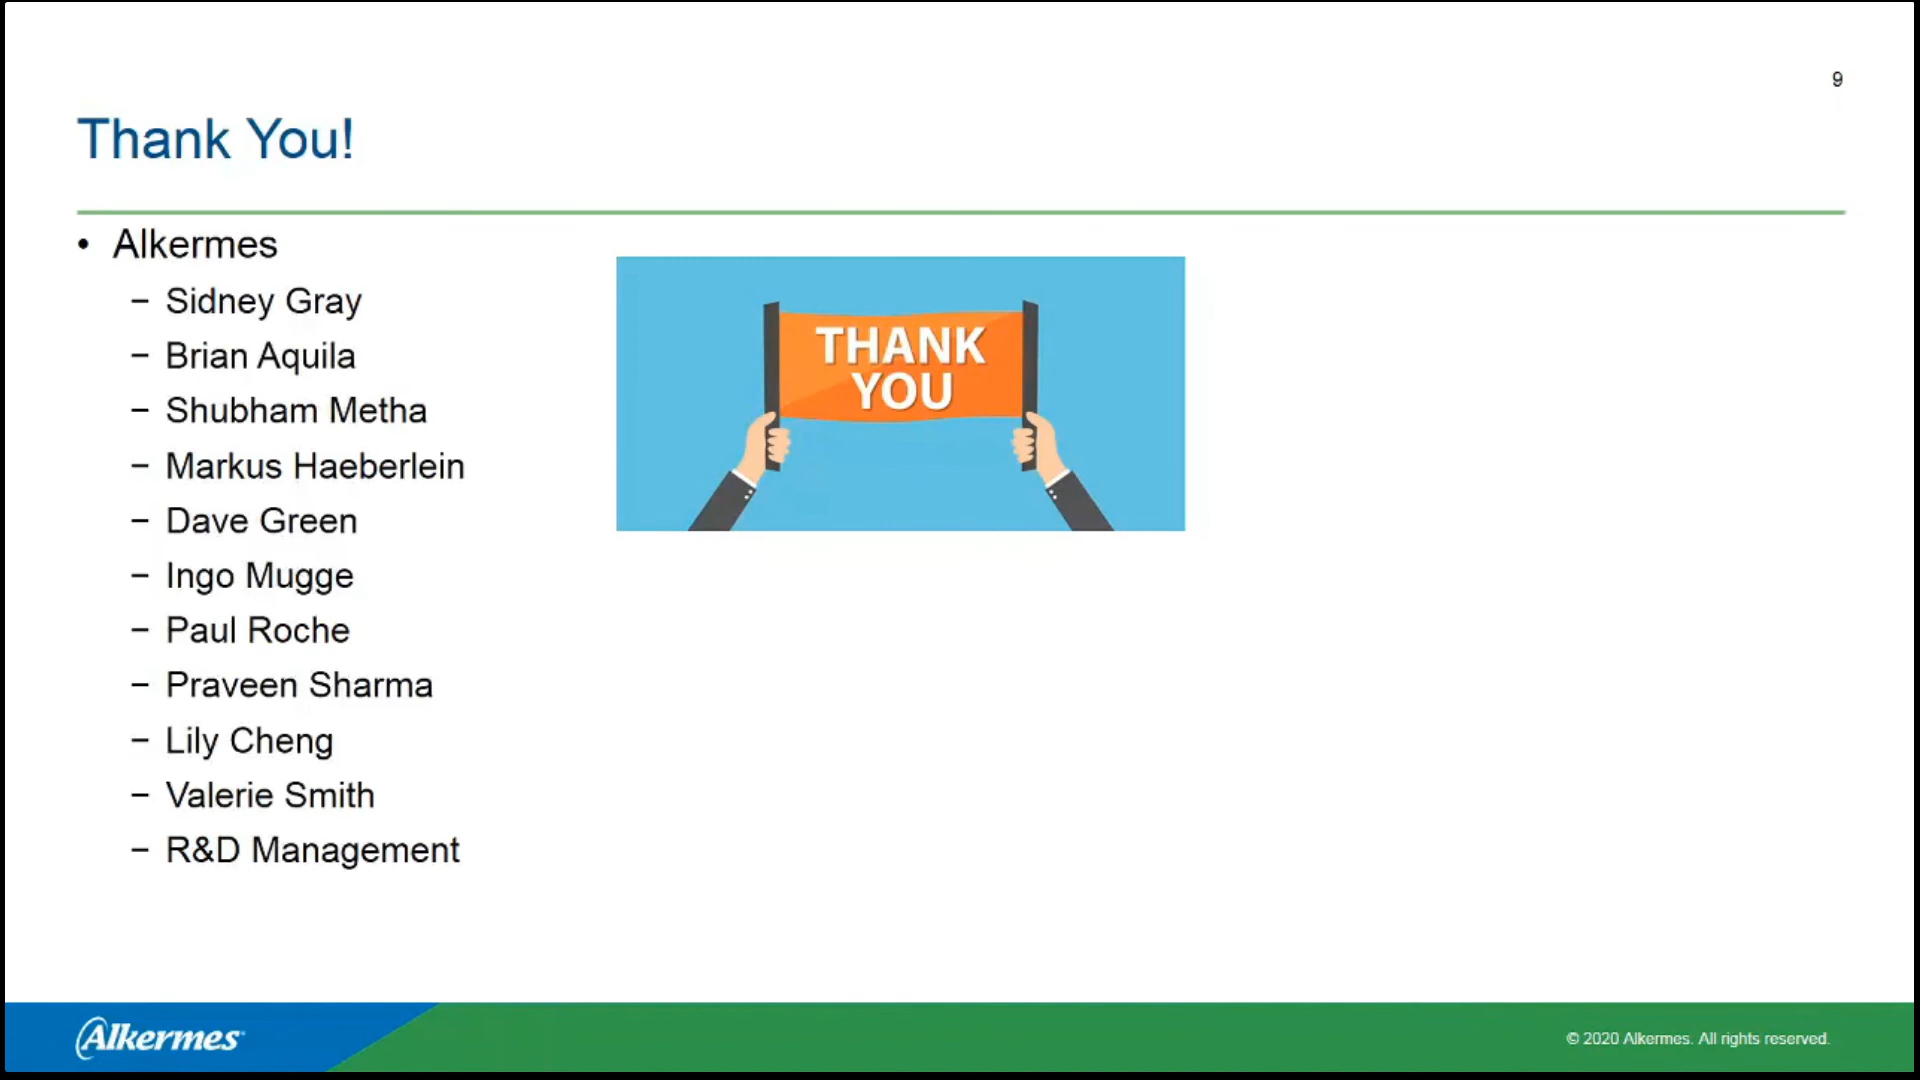 9
Thank You!
• Alkermes
– Sidney Gray
– Brian Aquila
– Shubham Metha
– Markus Haeberlein
– Dave Green
– Ingo Mugge
– Paul Roche
– Praveen Sharma
– Lily Cheng
– Valerie Smith
– R&D Management
THANK
YOU
Alkermes
© 2020 Alkermes. All rights reserved.